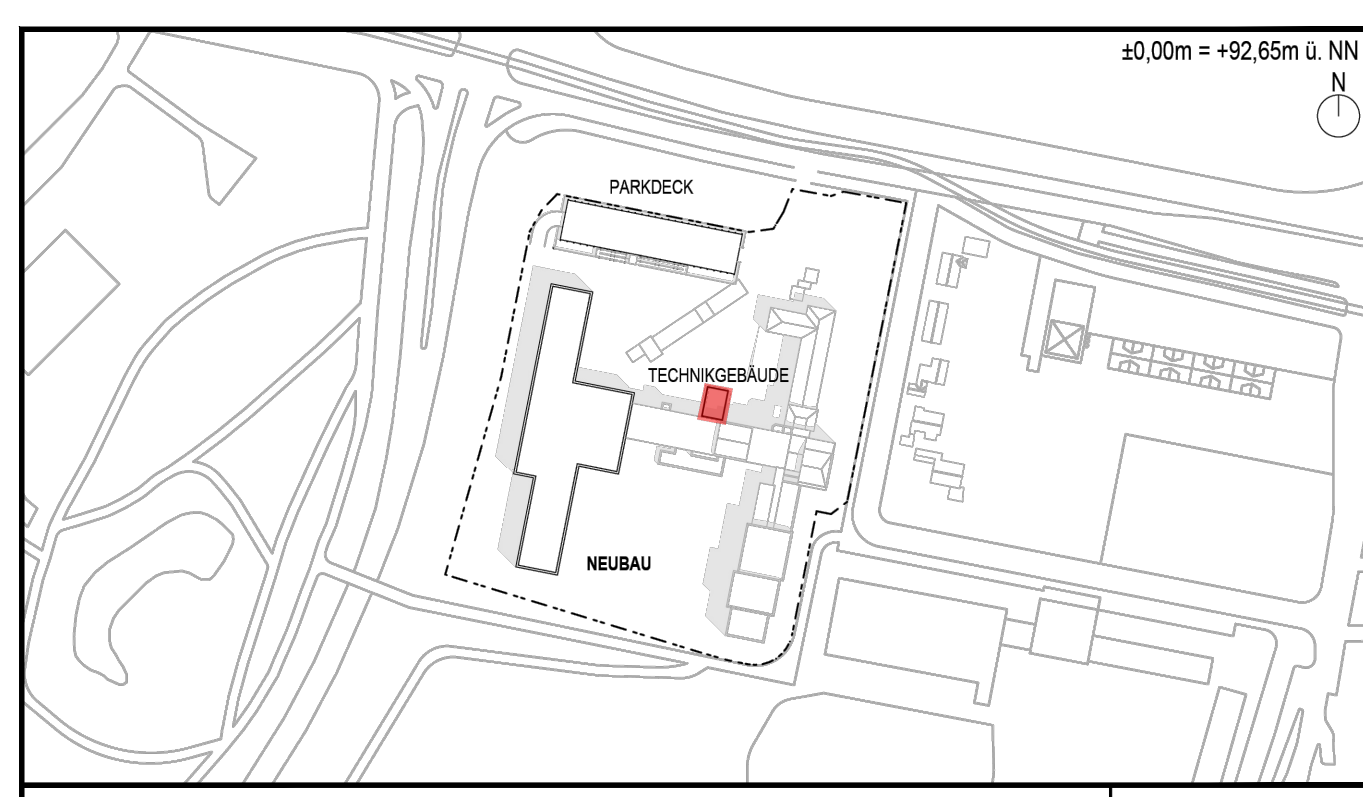 ±0,00m = +92,65m ü. NN
N
PARKDECK
TECHNIKGEBÄUDE
NEUBAU